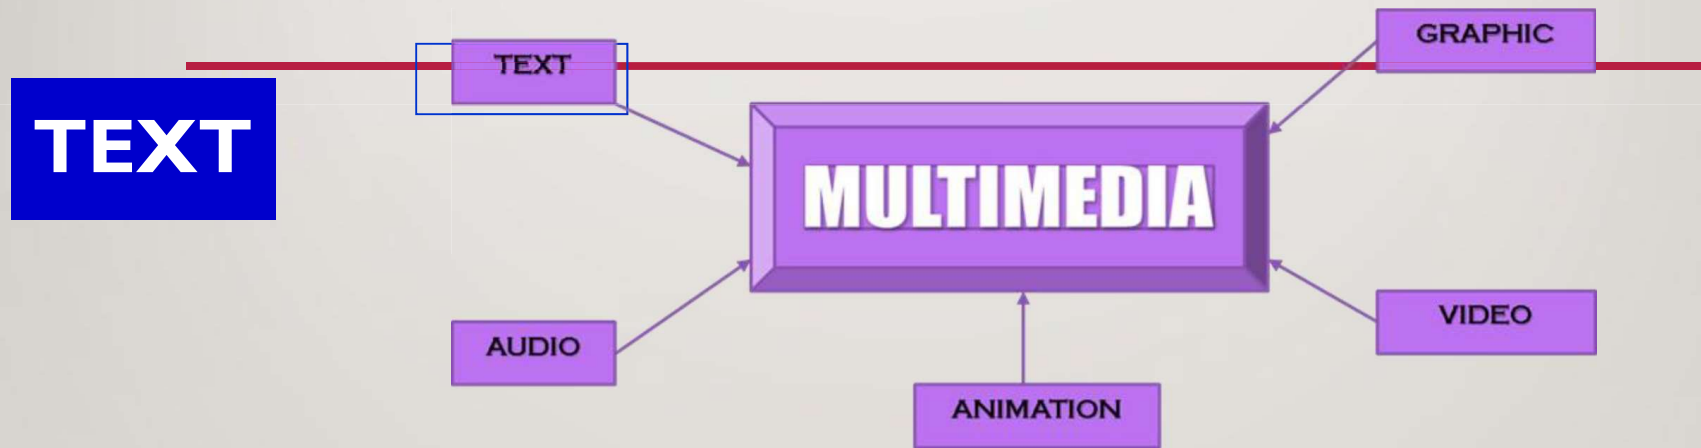 GRAPHIC
TEXT
TEXT
MULTIMEDIA
VIDEO
AUDIO
ANIMATION